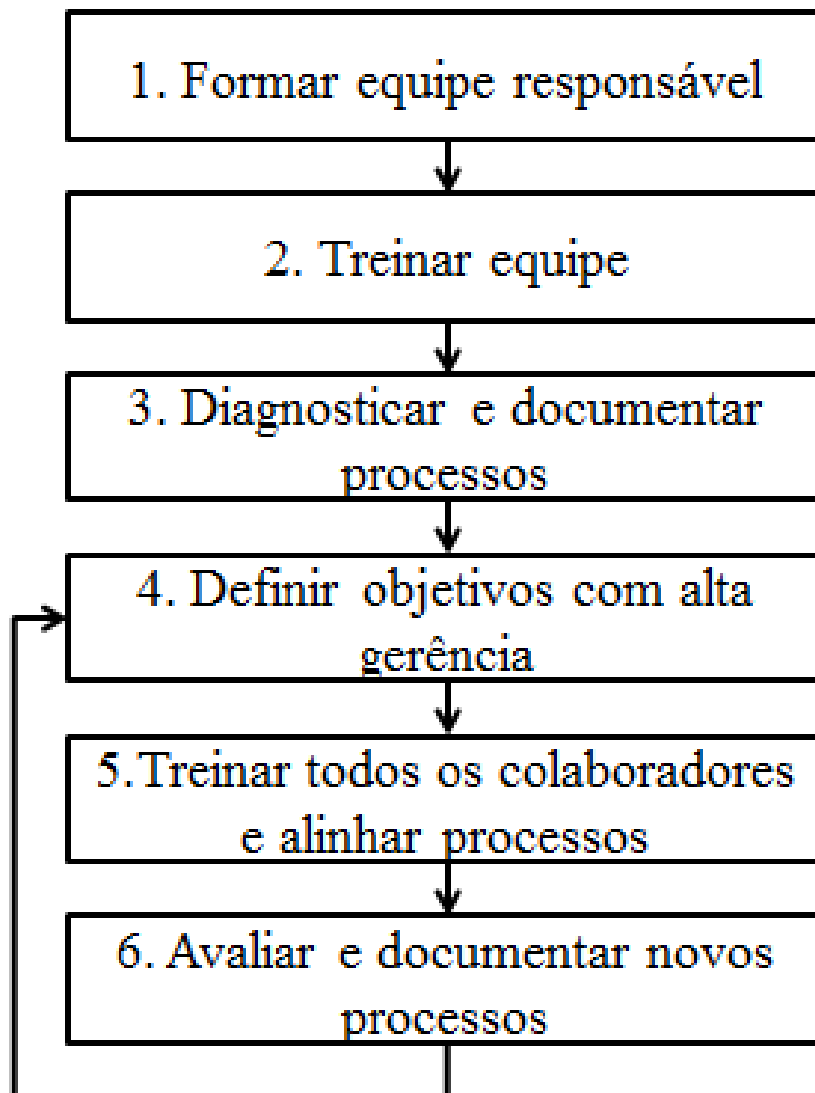 1. Formar equipe responsável
2. Treinar equipe
3. Diagnosticar e documentar
processos
4. Definir objetivos com alta
gerência
5.Treinar todos os colaboradores
e alinhar processos
6. Avaliar e documentar novos
processos